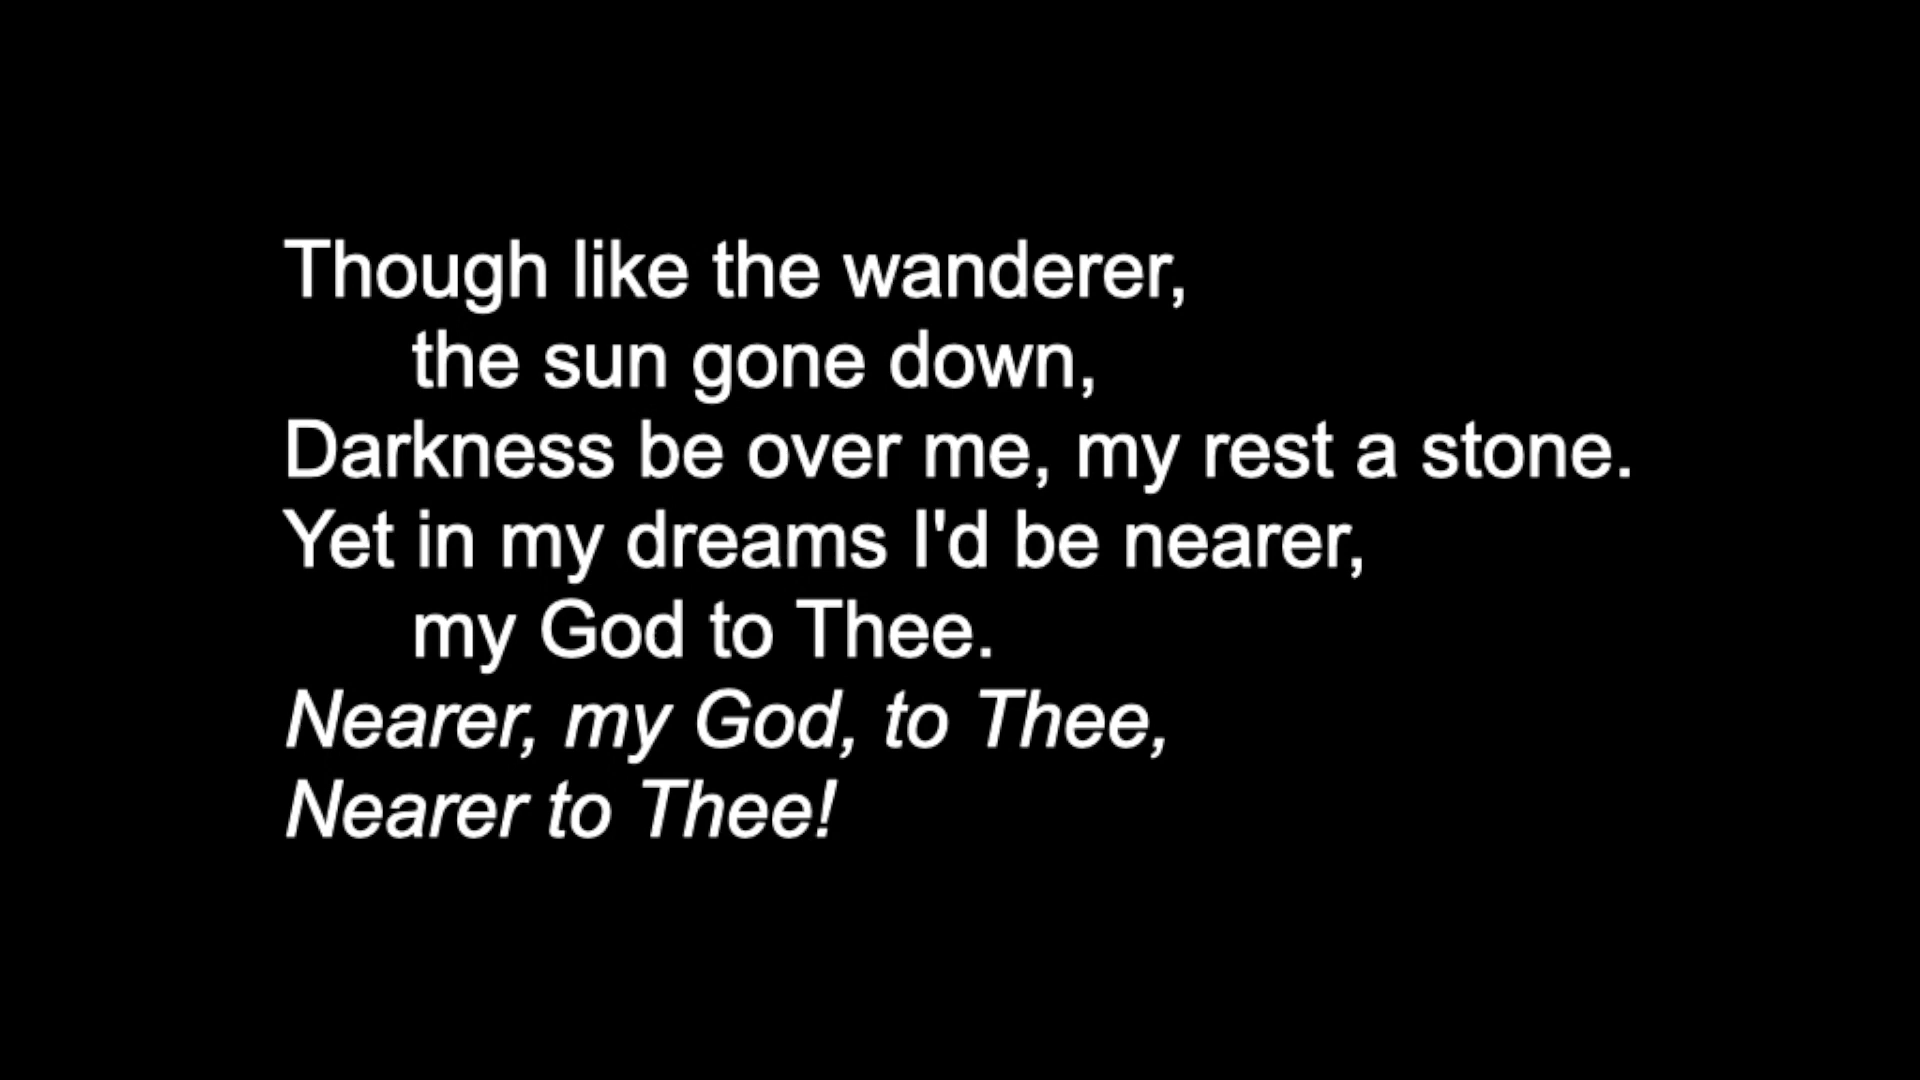 Though like the wanderer,
the sun gone down,
Darkness be over me, my rest a stone.
Yet in my dreams I'd be nearer,
my God to Thee.
Nearer, my God, to Thee,
Nearer to Thee!